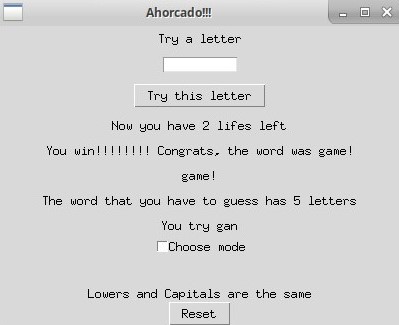 Ahorcado!!!
Try a letter
Try this letter
Now you have 2 lifes left
You win!!!!!!!! Congrats, the word was game!
game!
The word that you have to guess has 5 letters
You try gan
Choose mode
Lowers and Capitals are the same
Reset